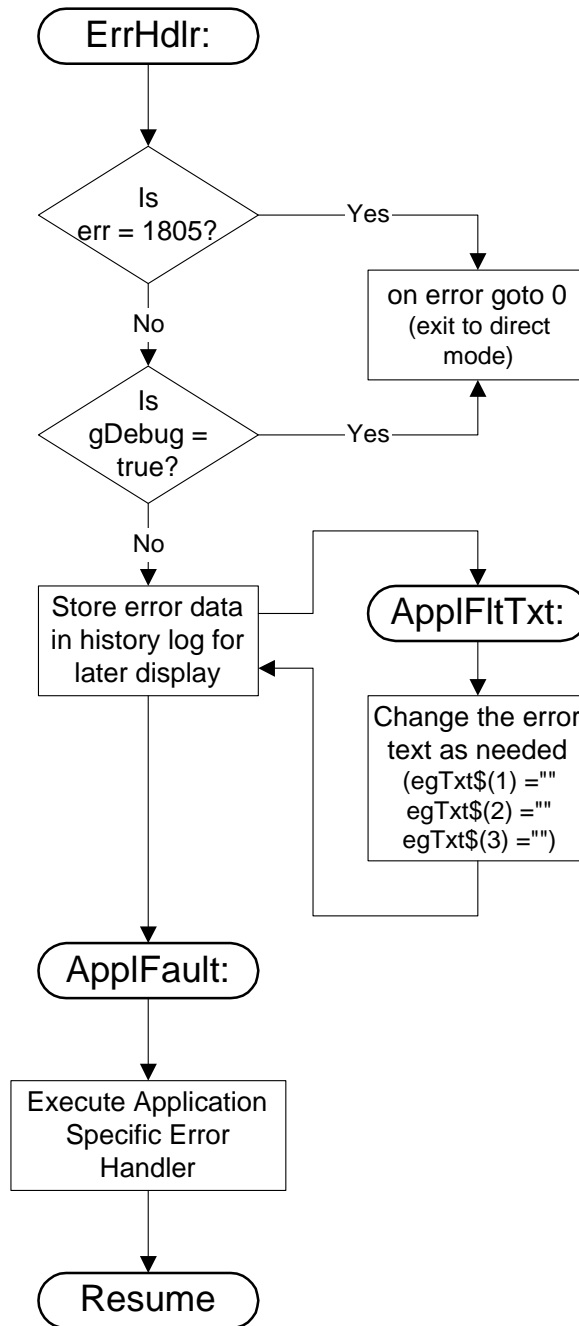 ErrHdlr:
Is
err = 1805?
Yes
on error goto 0
(exit to direct
mode)
No
Is
gDebug =
true?
Yes
No
Store error data
in history log for
later display
ApplFltTxt:
Change the error
text as needed
(egTxt$(1) =""
egTxt$(2) =""
egTxt$(3) ="")
ApplFault:
Execute Application
Specific Error
Handler
Resume